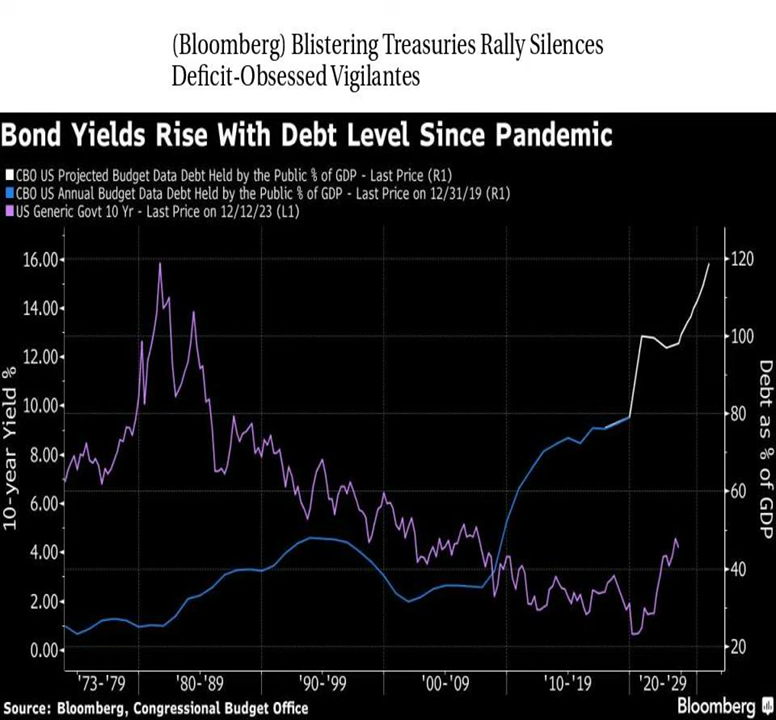 (Bloomberg) Blistering Treasuries Rally Silences
Deficit-Obsessed Vigilantes
Bond Yields Rise With Debt Level Since Pandemic
CBO US Projected Budget Data Debt Held by the Public % of GDP - Last Price (R1)
CBO US Annual Budget Data Debt Held by the Public % of GDP - Last Price on 12/31/19 (R1)
US Generic Govt 10 Yr - Last Price on 12/12/23 (L1)
16.00
14.00
12.00
10.00
8.00
6.00
4.00
2.00
0.00
10-year Yield %
120
100
80
60
40
20
Debt as % of GDP
'73-'79 '80-'89 '90-'99 '00-'09 '10-'19 '20-'29
Source: Bloomberg, Congressional Budget Office
Bloomberg